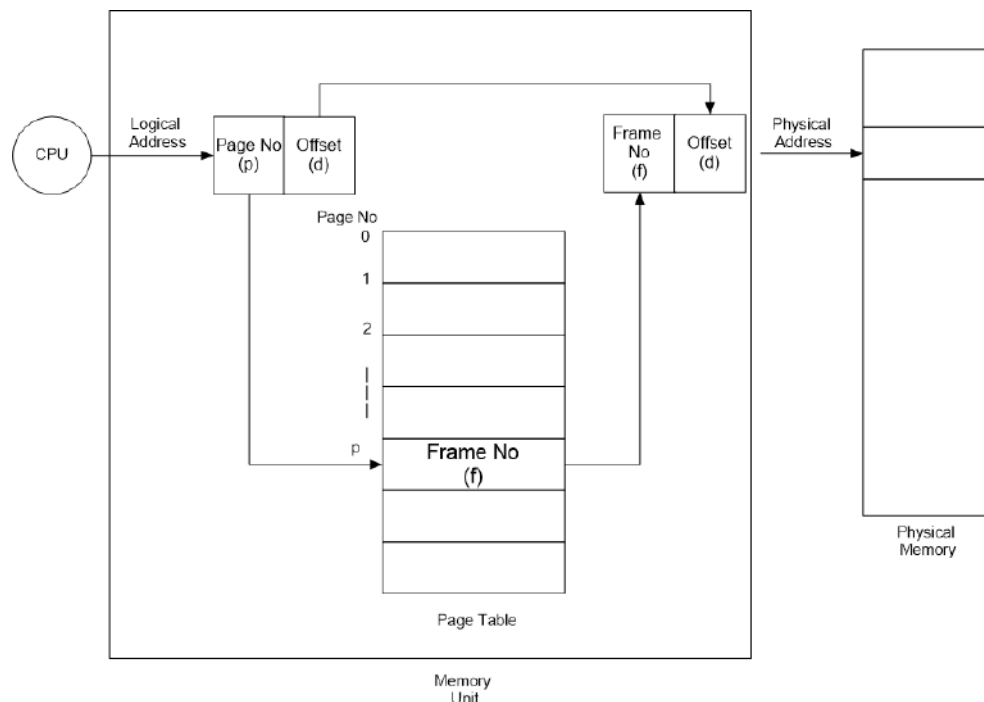 CPU
Logical
Address
Page No
(p)
Offset
(d)
Frame
No
(f)
Offset
(d)
Physical
Address
Page No
0
1
2
p
Frame No
(f)
Page Table
Physical
Memory
Memory
Unit